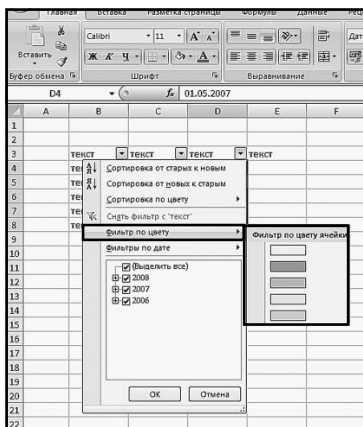 Главная Вставка Разметка страницы Формулы Данные
Вставить
Calibri 11
Ж К Ч
Буфер обмена Шрифт Выравнивание
D4 fx 01.05.2007
A B C D E F
1
2
3 текст текст текст текст
4 Сортировка от старых к новым
5 Сортировка от новых к старым
6 Сортировка по цвету
7 Снять фильтр с "текст"
8 Фильтр по цвету Фильтр по цвету ячейки
9 Фильтры по дате
10
11 (Выделить все)
12 2008
13 2007
14 2006
15
16
17
18
19
20 ОК Отмена
21
22